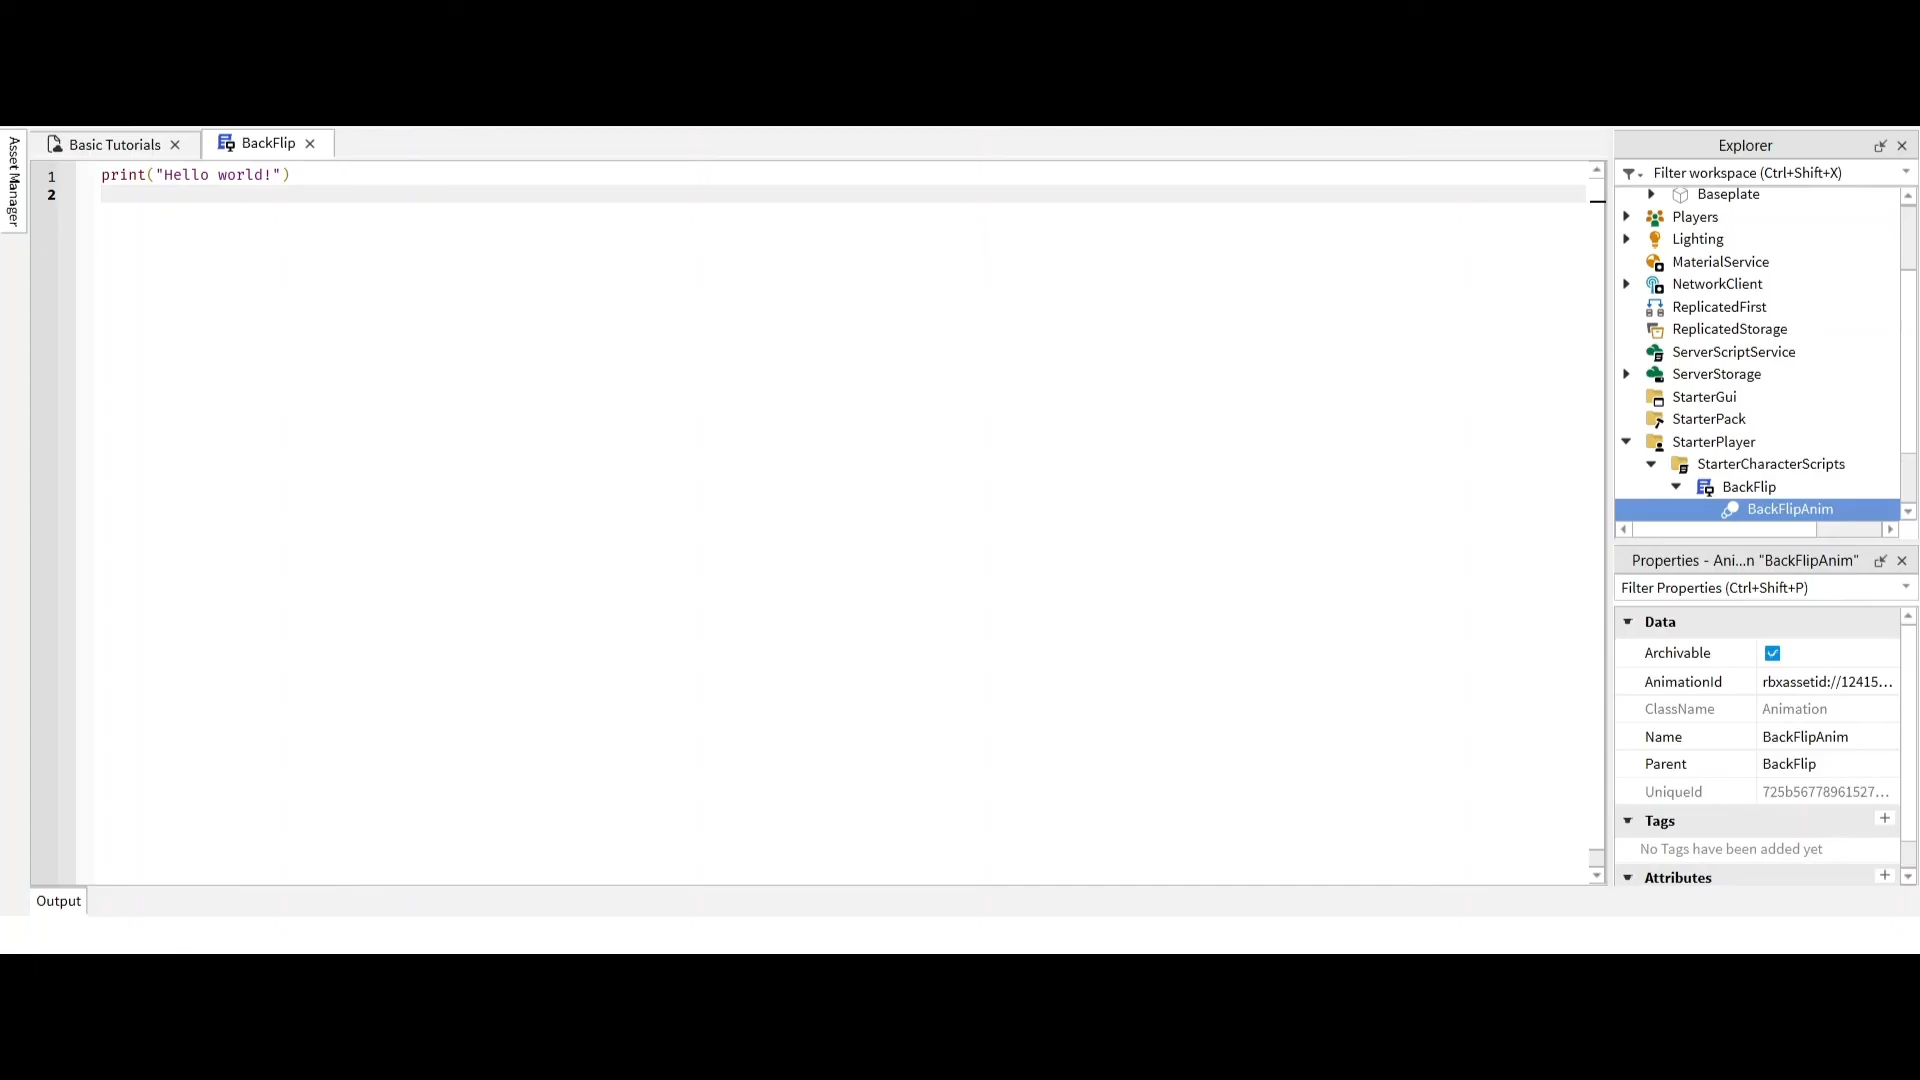 Asset Manager
Basic Tutorials
BackFlip
1 print("Hello world!")
2
Output
Explorer
Filter workspace (Ctrl+Shift+X)
Baseplate
Players
Lighting
MaterialService
NetworkClient
ReplicatedFirst
ReplicatedStorage
ServerScriptService
ServerStorage
StarterGui
StarterPack
StarterPlayer
StarterCharacterScripts
BackFlip
BackFlipAnim
Properties - Ani...n "BackFlipAnim"
Filter Properties (Ctrl+Shift+P)
Data
Archivable
AnimationId rbxassetid://12415...
ClassName Animation
Name BackFlipAnim
Parent BackFlip
UniqueId 725b56778961527...
Tags +
No Tags have been added yet
Attributes +